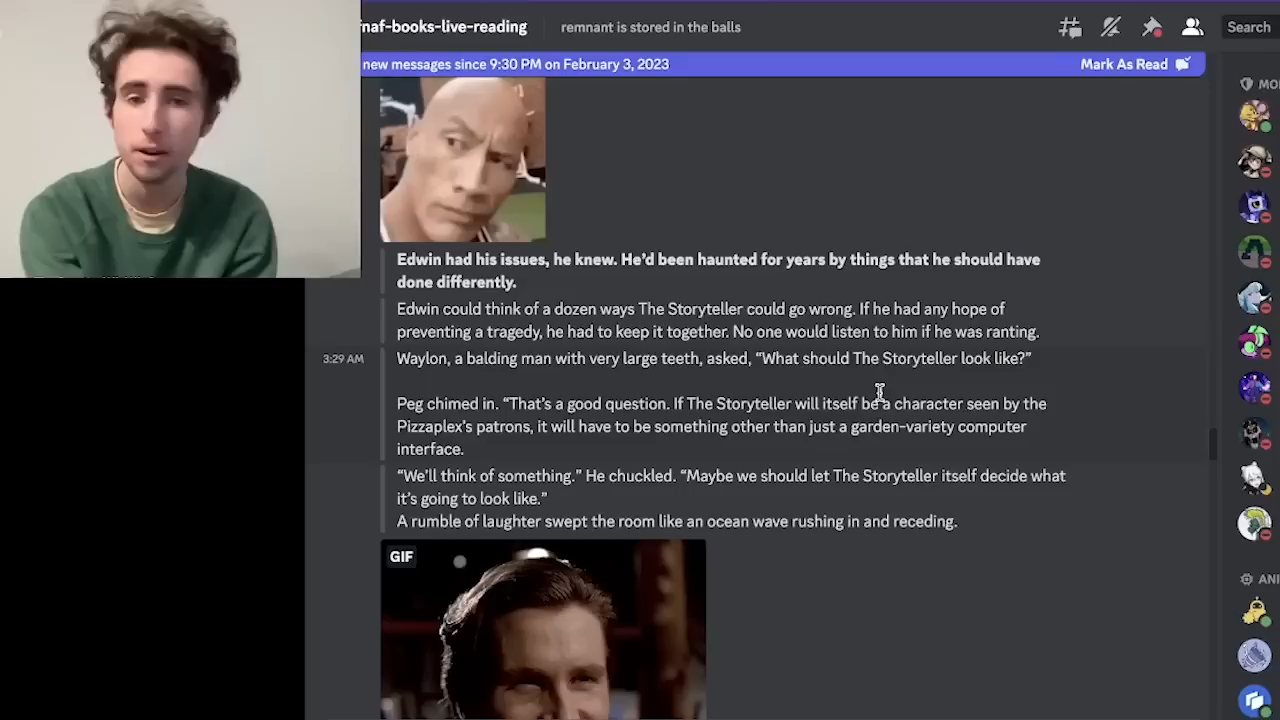 fnaf-books-live-reading
remnant is stored in the balls
Search
new messages since 9:30 PM on February 3, 2023
Mark As Read
MO
Edwin had his issues, he knew. He’d been haunted for years by things that he should have
done differently.
Edwin could think of a dozen ways The Storyteller could go wrong. If he had any hope of
preventing a tragedy, he had to keep it together. No one would listen to him if he was ranting.
3:29 AM
Waylon, a balding man with very large teeth, asked, “What should The Storyteller look like?”
Peg chimed in. “That’s a good question. If The Storyteller will itself be a character seen by the
Pizzaplex’s patrons, it will have to be something other than just a garden-variety computer
interface.
“We’ll think of something.” He chuckled. “Maybe we should let The Storyteller itself decide what
it’s going to look like.”
A rumble of laughter swept the room like an ocean wave rushing in and receding.
GIF
ANI